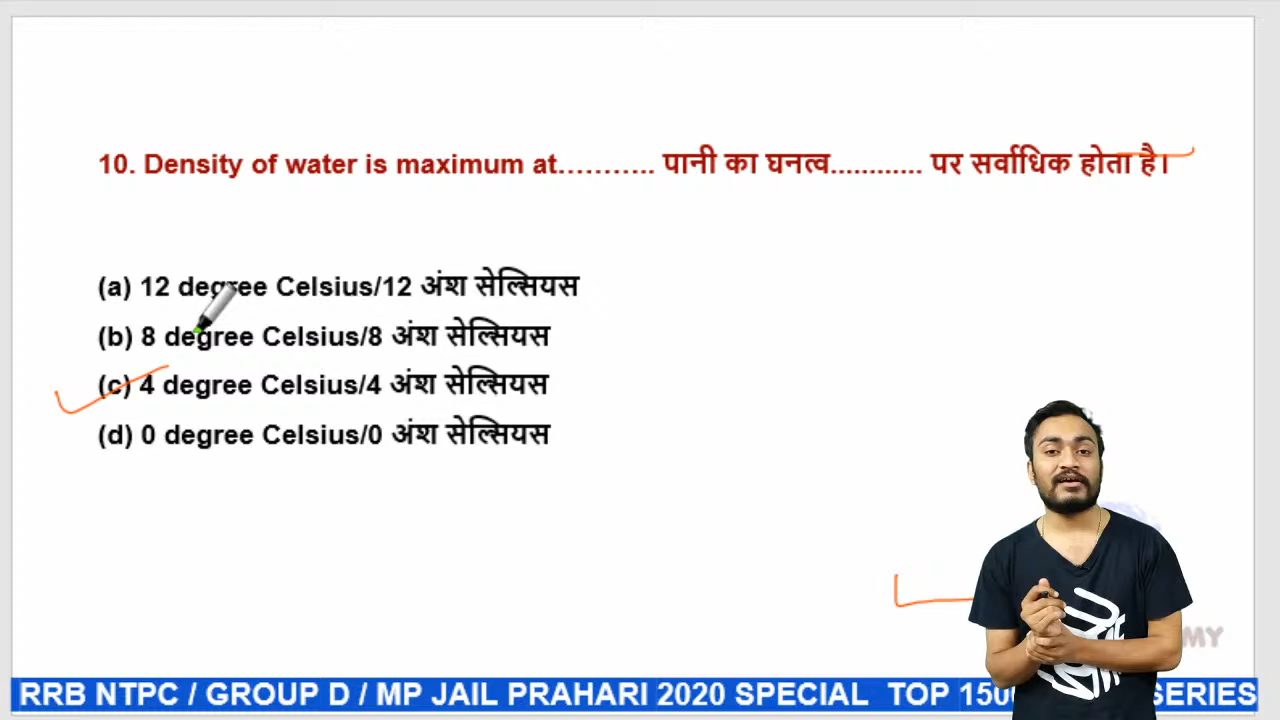 10. Density of water is maximum at……….. पानी का घनत्व............ पर सर्वाधिक होता है।
(a) 12 degree Celsius/12 अंश सेल्सियस
(b) 8 degree Celsius/8 अंश सेल्सियस
(c) 4 degree Celsius/4 अंश सेल्सियस
(d) 0 degree Celsius/0 अंश सेल्सियस
RRB NTPC / GROUP D / MP JAIL PRAHARI 2020 SPECIAL TOP SERIES